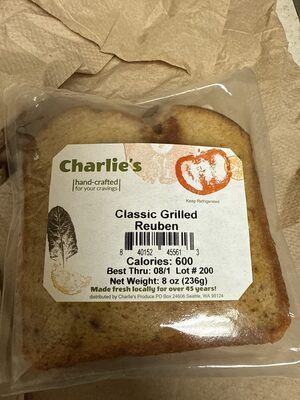 Charlie's
hand-crafted
for your cravings
Keep Refrigerated
Classic Grilled
Reuben
8 40152 45561 3
Calories: 600
Best Thru: 08/1 Lot # 200
Net Weight: 8 oz (236g)
Made fresh locally for over 45 years!
distributed by Charlie's Produce PO Box 24606 Seattle, WA 98124